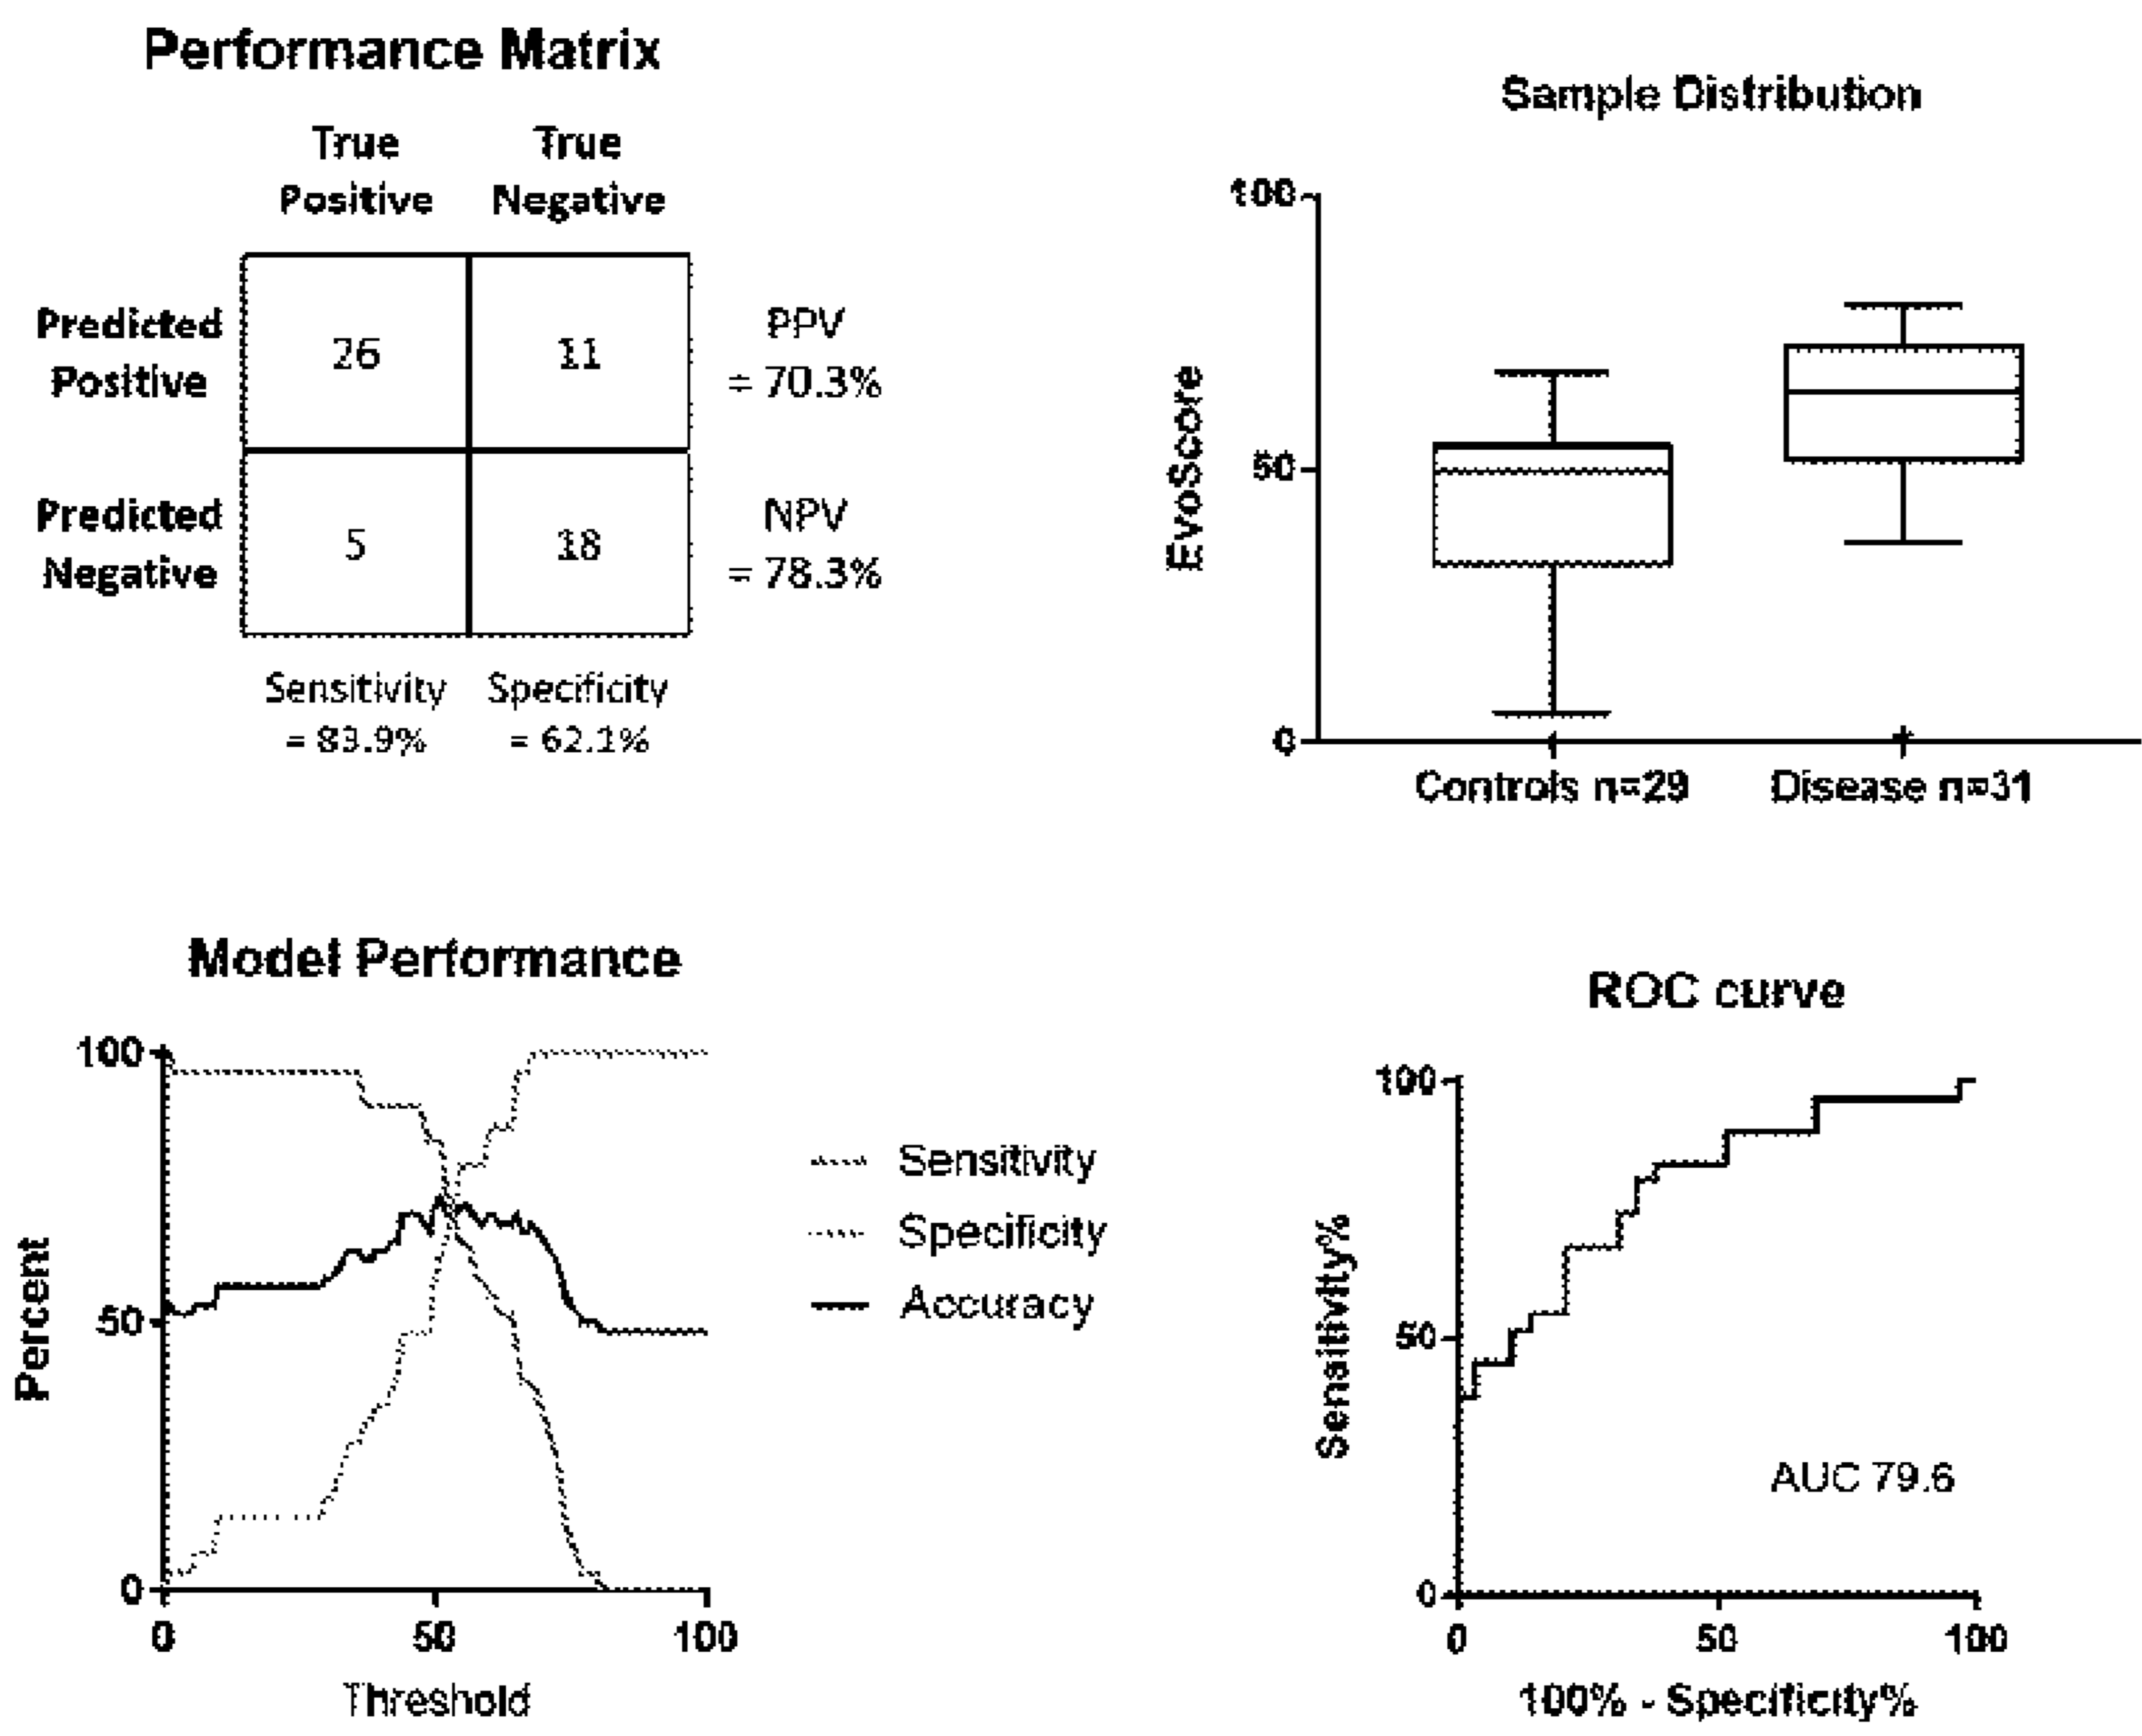 Performance Matrix
True
Positive
True
Negative
Predicted
Positive
26
11
PPV
= 70.3%
Predicted
Negative
5
18
NPV
= 78.3%
Sensitivity
= 83.9%
Specificity
= 62.1%
Sample Distribution
EvoScore
100
50
0
Controls n=29
Disease n=31
Model Performance
Percent
100
50
0
0
50
100
Threshold
Sensitivity
Specificity
Accuracy
ROC curve
Sensitivity%
100
50
0
AUC 79.6
0
50
100
100% - Specificity%